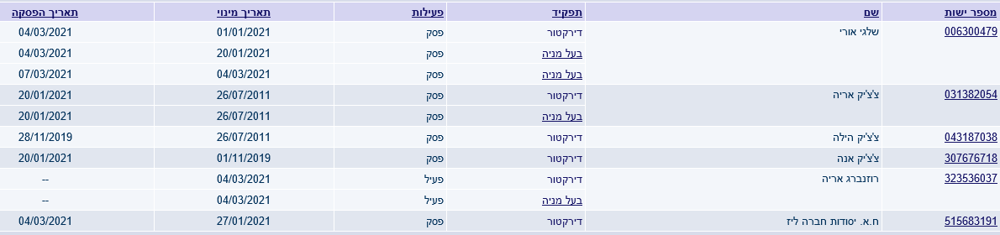 מספר ישות שם תפקיד פעילות תאריך מינוי תאריך הפסקה
006300479 שלגי אורי דירקטור פסק 01/01/2021 04/03/2021
בעל מניה פסק 20/01/2021 04/03/2021
בעל מניה פסק 04/03/2021 07/03/2021
031382054 צ'צ'יק אריה דירקטור פסק 26/07/2011 20/01/2021
בעל מניה פסק 26/07/2011 20/01/2021
043187038 צ'צ'יק הילה דירקטור פסק 26/07/2011 28/11/2019
307676718 צ'צ'יק אנה דירקטור פסק 01/11/2019 20/01/2021
323536037 רוזנברג אריה דירקטור פעיל 04/03/2021 --
בעל מניה פעיל 04/03/2021 --
515683191 ח.א. יסודות חברה ליז דירקטור פסק 27/01/2021 04/03/2021